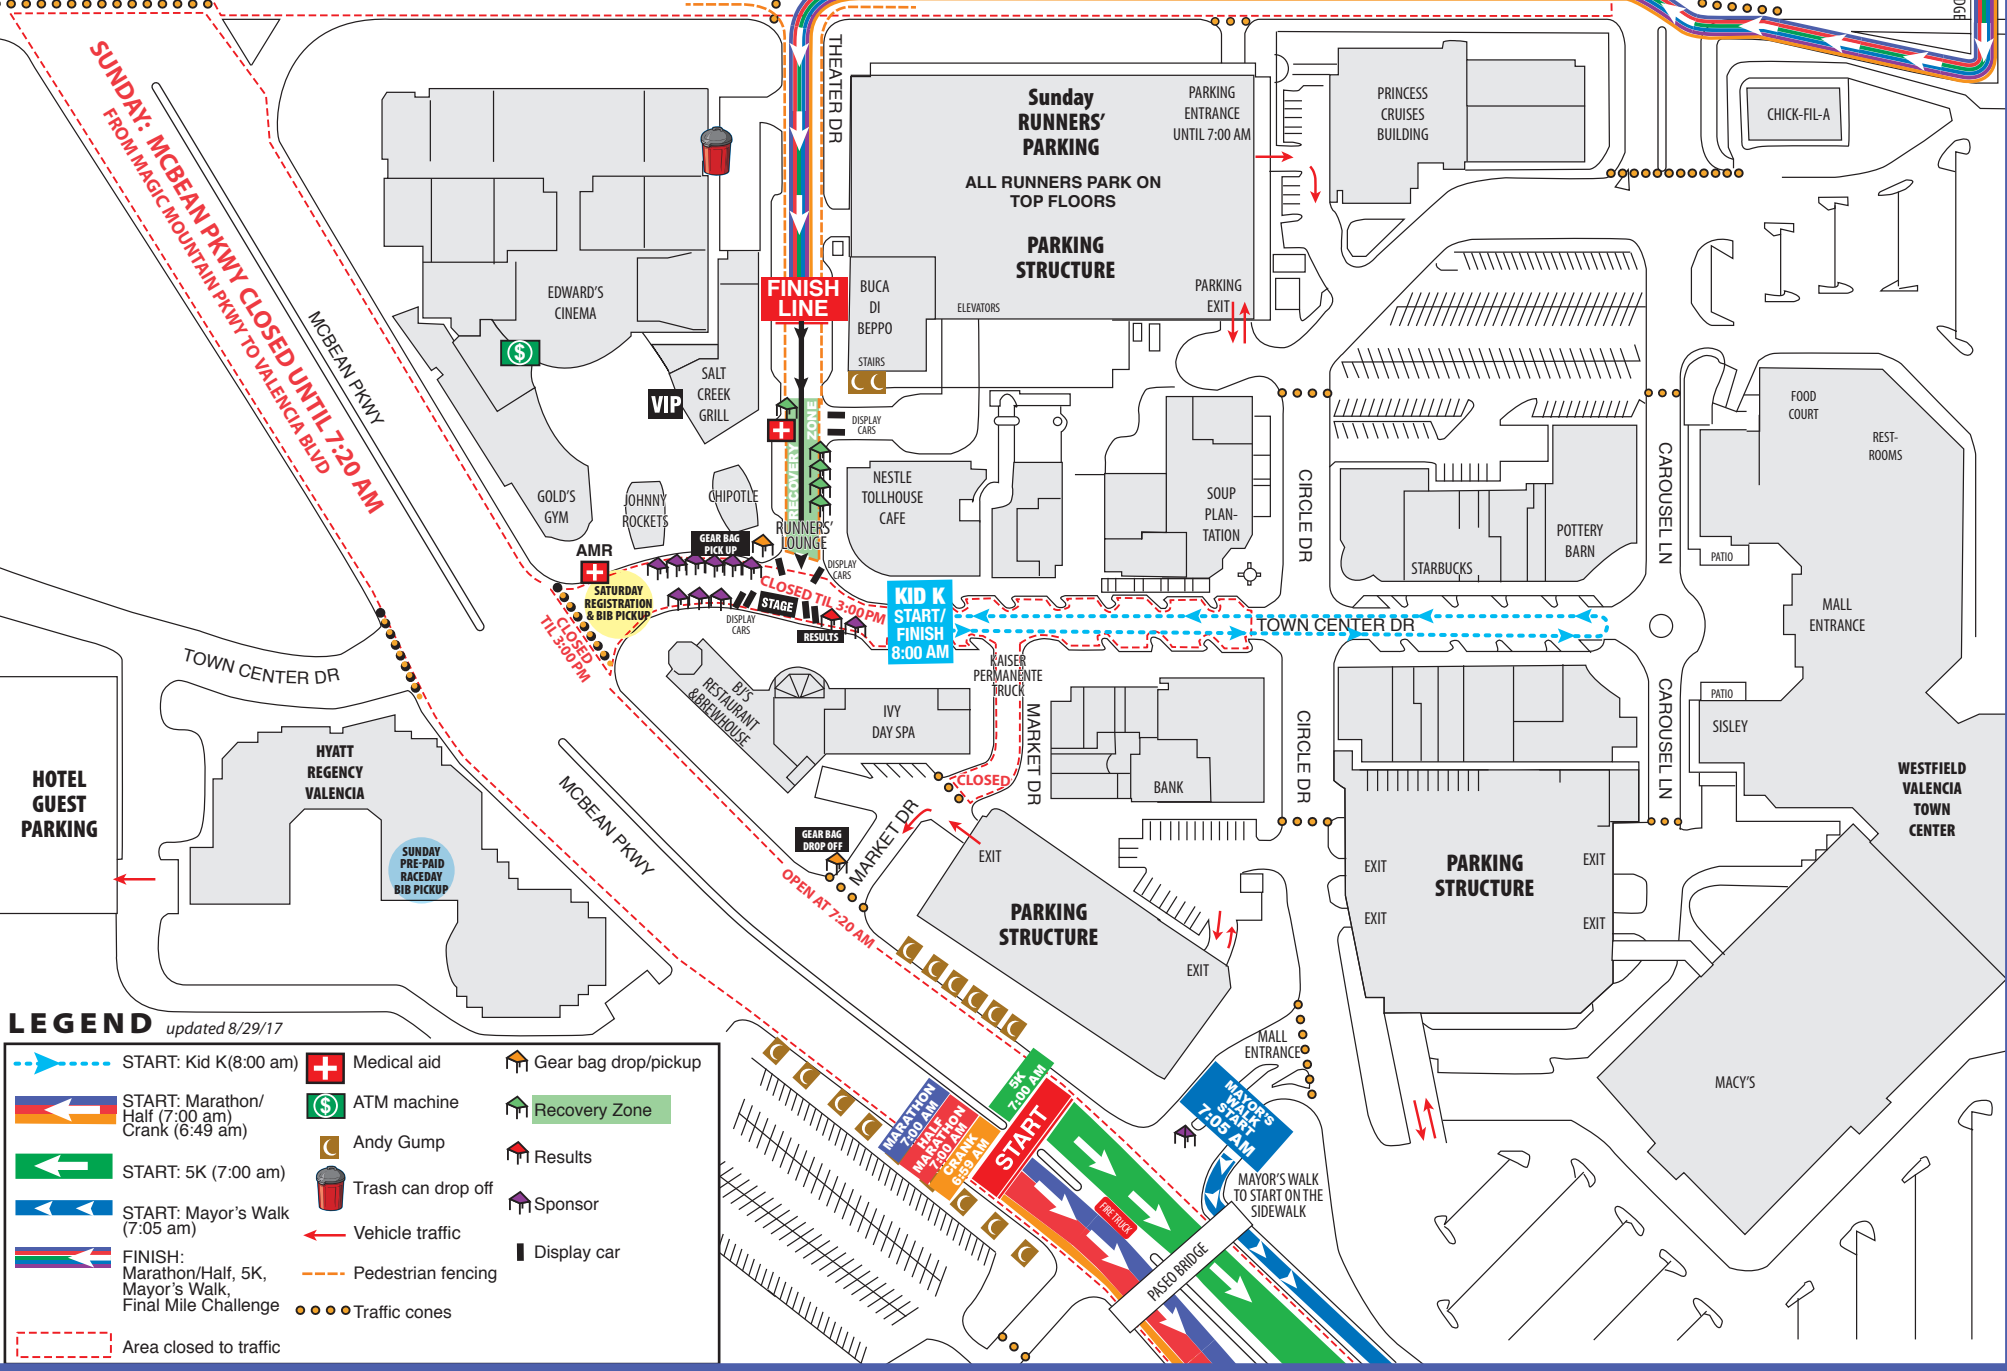 SUNDAY: MCBEAN PKWY CLOSED UNTIL 7:20 AM
FROM MAGIC MOUNTAIN PKWY TO VALENCIA BLVD
MCBEAN PKWY
THEATER DR
Sunday
RUNNERS'
PARKING
ALL RUNNERS PARK ON
TOP FLOORS
PARKING
STRUCTURE
PARKING
ENTRANCE
UNTIL 7:00 AM
PARKING
EXIT
ELEVATORS
PRINCESS
CRUISES
BUILDING
CHICK-FIL-A
EDWARD'S
CINEMA
FINISH
LINE
BUCA
DI
BEPPO
STAIRS
SALT
CREEK
GRILL
VIP
DISPLAY
CARS
RECOVERY ZONE
FOOD
COURT
REST-
ROOMS
GOLD'S
GYM
JOHNNY
ROCKETS
CHIPOTLE
NESTLE
TOLLHOUSE
CAFE
SOUP
PLAN-
TATION
CIRCLE DR
CAROUSEL LN
POTTERY
BARN
STARBUCKS
PATIO
RUNNERS'
LOUNGE
GEAR BAG
PICK UP
AMR
DISPLAY
CARS
SATURDAY
REGISTRATION
& BIB PICKUP
CLOSED TIL 3:00 PM
STAGE
DISPLAY
CARS
RESULTS
CLOSED
TIL 3:00 PM
KID K
START/
FINISH
8:00 AM
TOWN CENTER DR
MALL
ENTRANCE
TOWN CENTER DR
KAISER
PERMANENTE
TRUCK
BJ'S
RESTAURANT
&BREWHOUSE
IVY
DAY SPA
MARKET DR
CIRCLE DR
CAROUSEL LN
PATIO
SISLEY
BANK
CLOSED
WESTFIELD
VALENCIA
TOWN
CENTER
HOTEL
GUEST
PARKING
HYATT
REGENCY
VALENCIA
SUNDAY
PRE-PAID
RACEDAY
BIB PICKUP
MCBEAN PKWY
GEAR BAG
DROP OFF
MARKET DR
OPEN AT 7:20 AM
EXIT
PARKING
STRUCTURE
EXIT
EXIT
EXIT
PARKING
STRUCTURE
EXIT
EXIT
MALL
ENTRANCE
MACY'S
5K
7:00 AM
MARATHON
7:00 AM
HALF
MARATHON
7:00 AM
CRANK
6:59 AM
START
FIRE TRUCK
MAYOR'S
WALK
START
7:05 AM
MAYOR'S WALK
TO START ON THE
SIDEWALK
PASEO BRIDGE
LEGEND updated 8/29/17
START: Kid K(8:00 am)
START: Marathon/
Half (7:00 am)
Crank (6:49 am)
START: 5K (7:00 am)
START: Mayor's Walk
(7:05 am)
FINISH:
Marathon/Half, 5K,
Mayor's Walk,
Final Mile Challenge
Area closed to traffic
Medical aid
ATM machine
Andy Gump
Trash can drop off
Vehicle traffic
Pedestrian fencing
Traffic cones
Gear bag drop/pickup
Recovery Zone
Results
Sponsor
Display car